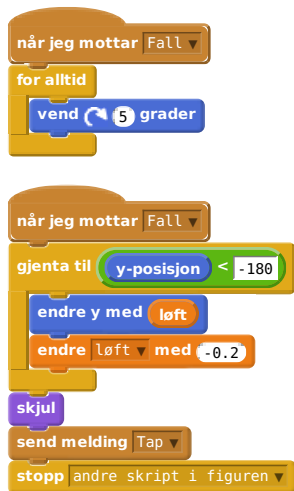 når jeg mottar Fall ▼
for alltid
vend 5 grader
når jeg mottar Fall ▼
gjenta til y-posisjon < -180
endre y med løft
endre løft ▼ med -0.2
skjul
send melding Tap ▼
stopp andre skript i figuren ▼